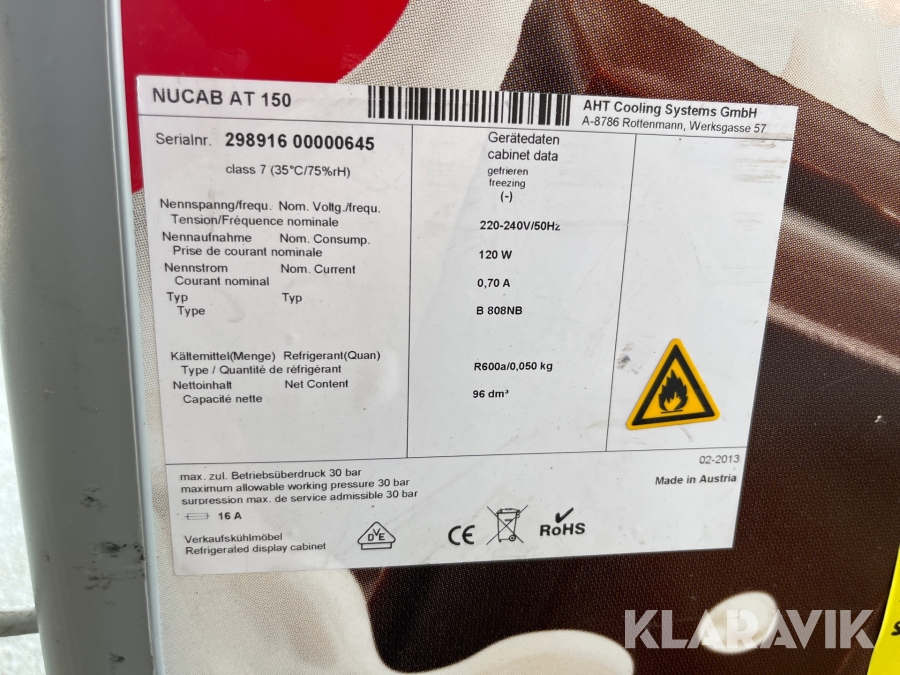 NUCAB AT 150
AHT Cooling Systems GmbH
A-8786 Rottenmann, Werksgasse 57
Serialnr. 298916 00000645
class 7 (35°C/75%rH)
Gerätedaten
cabinet data
gefrieren
freezing
(-)
Nennspanng/frequ. Nom. Voltg./frequ.
Tension/Fréquence nominale
220-240V/50Hz
Nennaufnahme Nom. Consump.
Prise de courant nominale
120 W
Nennstrom Nom. Current
Courant nominal
0,70 A
Typ Typ
Type
B 808NB
Kältemittel(Menge) Refrigerant(Quan)
Type / Quantité de réfrigérant
R600a/0,050 kg
Nettoinhalt Net Content
Capacité nette
96 dm³
02-2013
Made in Austria
max. zul. Betriebsüberdruck 30 bar
maximum allowable working pressure 30 bar
surpression max. de service admissible 30 bar
16 A
Verkaufskühlmöbel
Refrigerated display cabinet
DVE
CE
RoHS
KLARAVIK